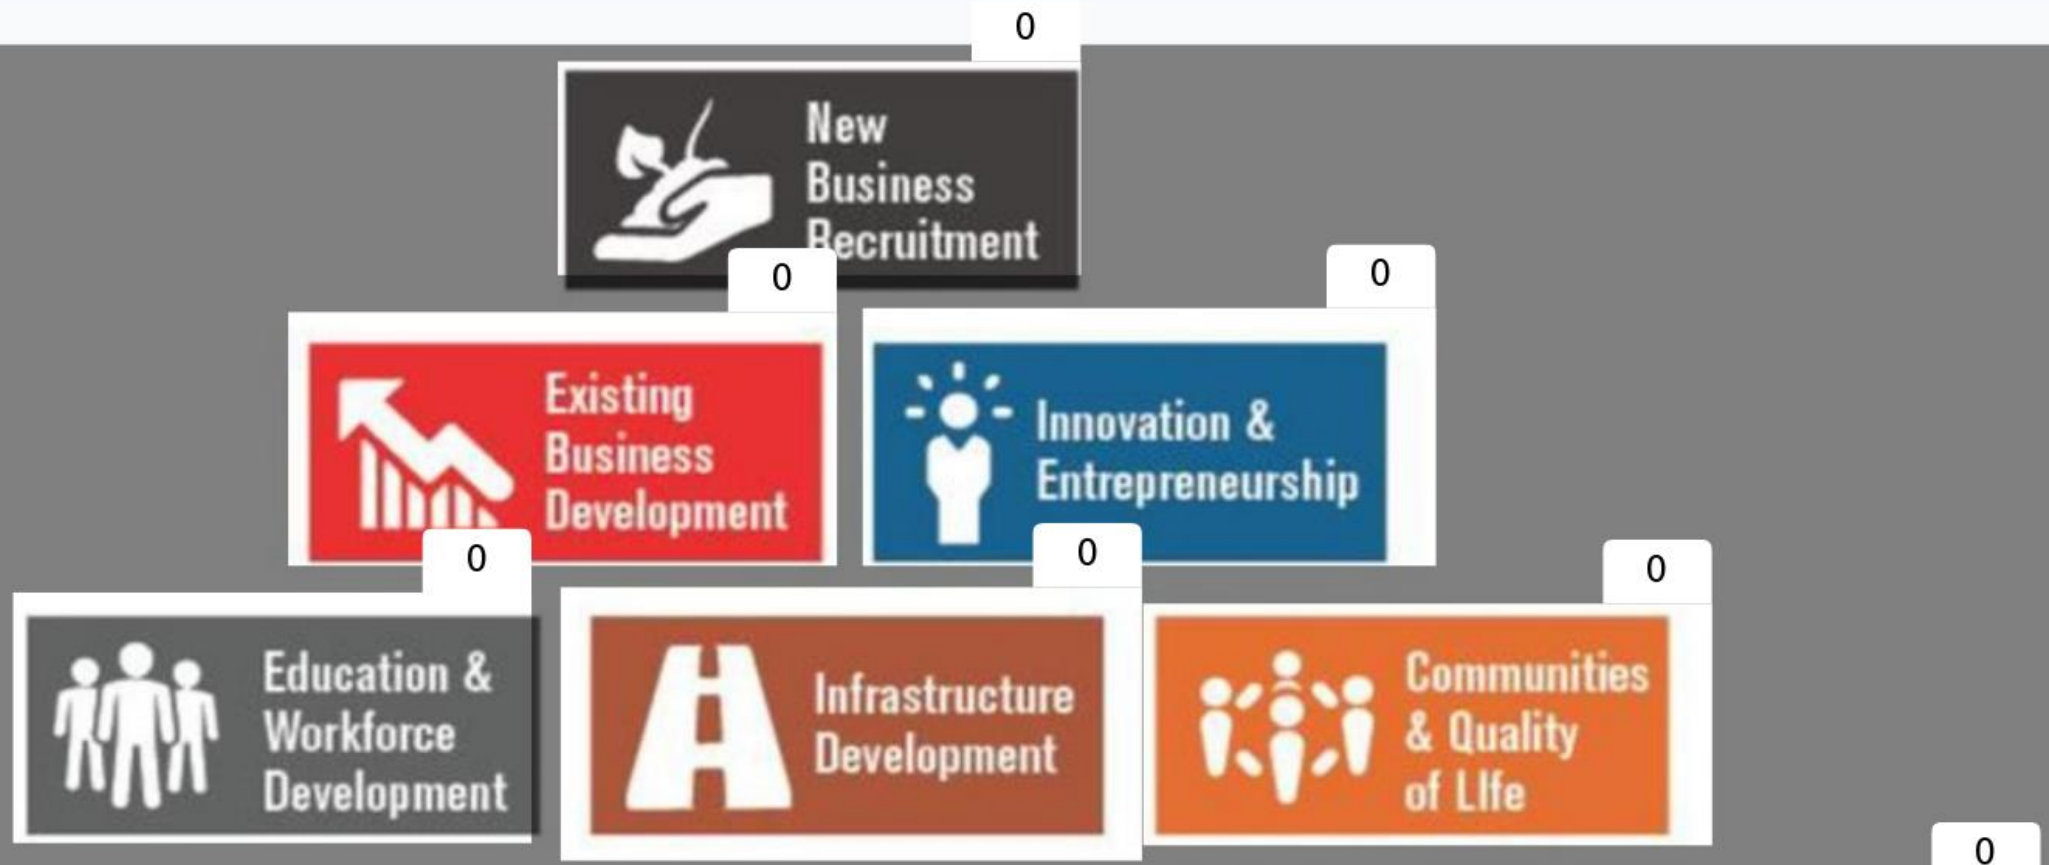 0
New
Business
Recruitment
0
0
Existing
Business
Development
Innovation &
Entrepreneurship
0
0
0
Education &
Workforce
Development
Infrastructure
Development
Communities
& Quality
of LIfe
0